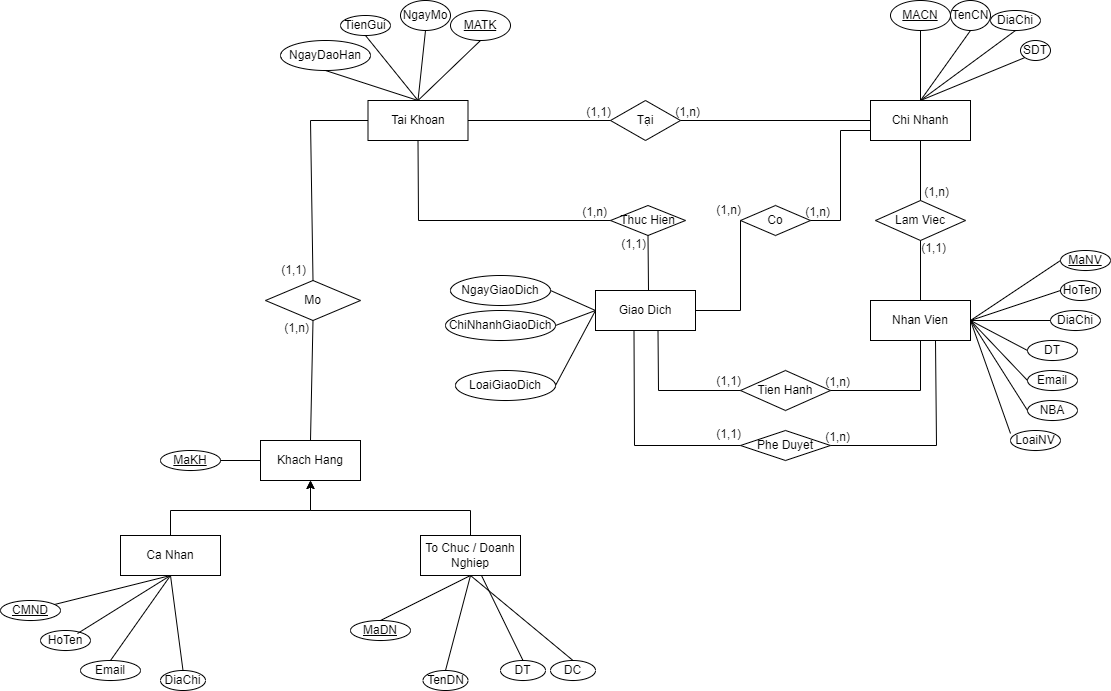 NgayMo
TienGui
MATK
NgayDaoHan
MACN
TenCN
DiaChi
SDT
Tai Khoan
(1,1)
Tại
(1,n)
Chi Nhanh
(1,n)
Thuc Hien
(1,1)
(1,n)
Co
(1,n)
(1,n)
Lam Viec
(1,1)
(1,1)
Mo
(1,n)
NgayGiaoDich
ChiNhanhGiaoDich
LoaiGiaoDich
Giao Dich
Nhan Vien
MaNV
HoTen
DiaChi
DT
Email
NBA
LoaiNV
(1,1)
Tien Hanh
(1,n)
(1,1)
Phe Duyet
(1,n)
MaKH
Khach Hang
Ca Nhan
To Chuc / Doanh
Nghiep
CMND
HoTen
Email
DiaChi
MaDN
TenDN
DT
DC